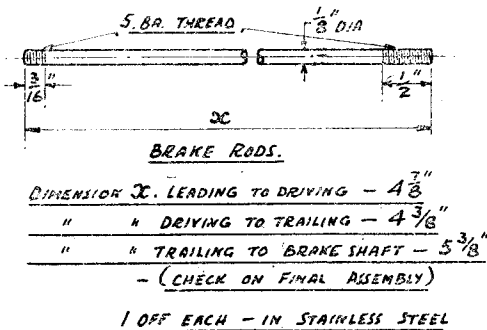 5. BA. THREAD
1/8" DIA
3/16"
1/2"
X
BRAKE RODS.
DIMENSION X. LEADING TO DRIVING - 4 7/8"
" " DRIVING TO TRAILING - 4 3/8"
" " TRAILING TO BRAKE SHAFT - 5 3/8"
- (CHECK ON FINAL ASSEMBLY)
1 OFF EACH - IN STAINLESS STEEL